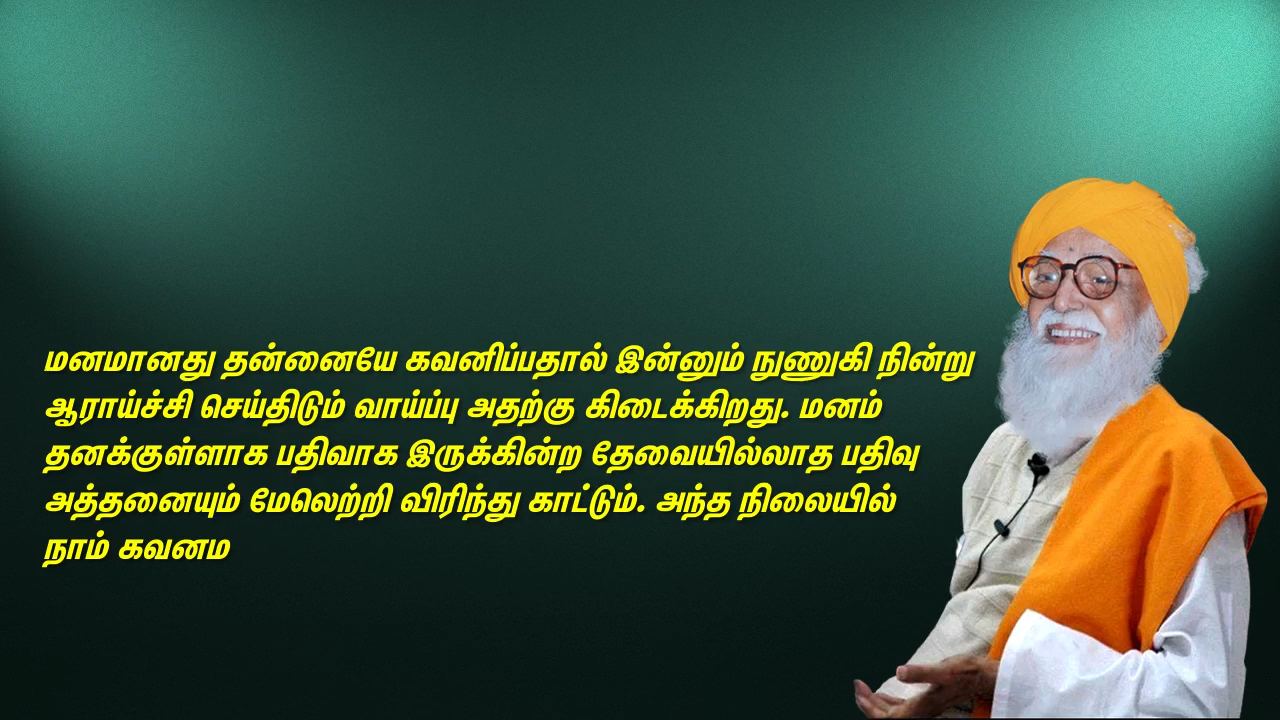 மனமானது தன்னையே கவனிப்பதால் இன்னும் நுணுகி நின்று
ஆராய்ச்சி செய்திடும் வாய்ப்பு அதற்கு கிடைக்கிறது. மனம்
தனக்குள்ளாக பதிவாக இருக்கின்ற தேவையில்லாத பதிவு
அத்தனையும் மேலெற்றி விரிந்து காட்டும். அந்த நிலையில்
நாம் கவனம